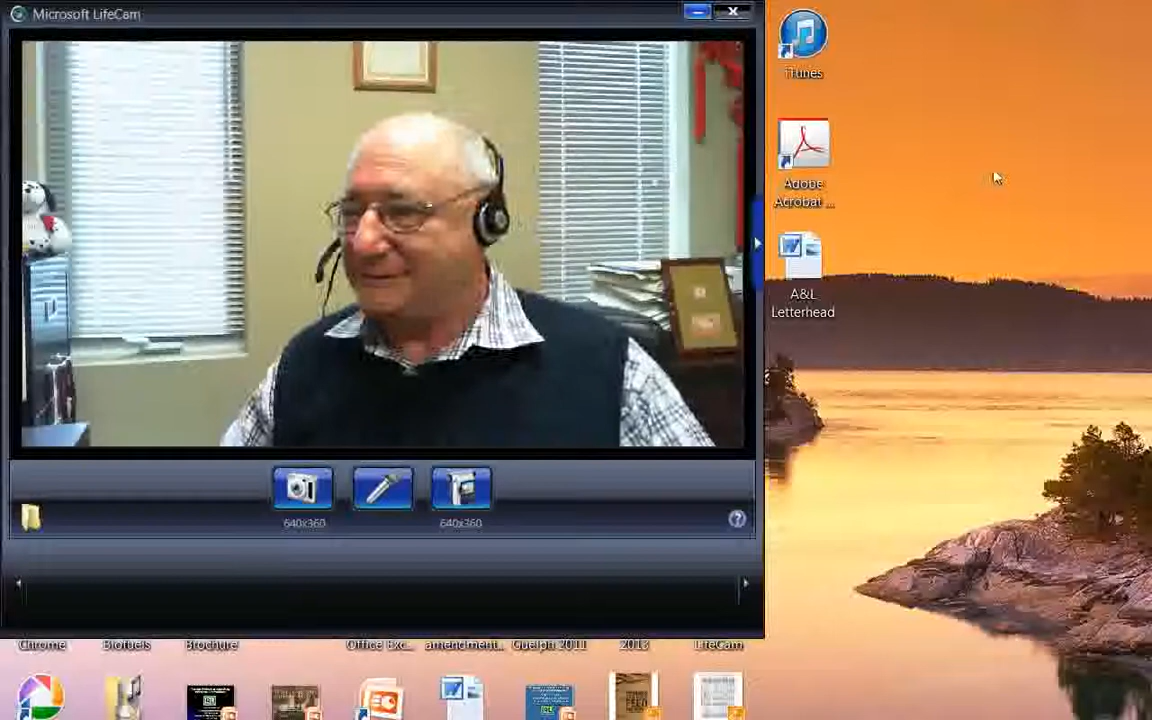 Microsoft LifeCam
iTunes
Adobe
Acrobat ...
A&L
Letterhead
640x360
640x360
Chrome
Biofuels
Brochure
Office Exc...
amendment...
Guelph 2011
2013
LifeCam